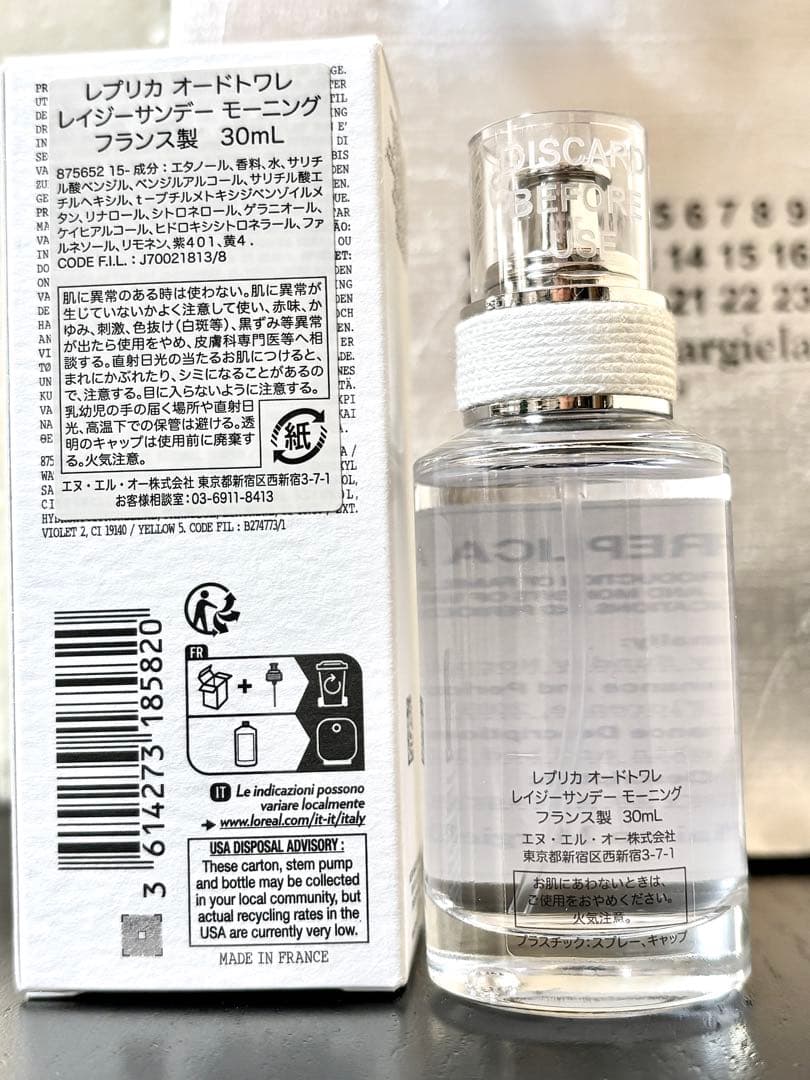 レプリカ オードトワレ
レイジーサンデー モーニング
フランス製 30mL
875652 15- 成分：エタノール、香料、水、サリチ
ル酸ベンジル、ベンジルアルコール、サリチル酸エ
チルヘキシル、t-ブチルメトキシジベンゾイルメ
タン、リナロール、シトロネロール、ゲラニオール、
ケイヒアルコール、ヒドロキシシトロネラール、ファ
ルネソール、リモネン、紫401、黄4．
CODE F.I.L.：J70021813/8
肌に異常のある時は使わない。肌に異常が
生じていないかよく注意して使い、赤味、か
ゆみ、刺激、色抜け(白斑等)、黒ずみ等異常
が出たら使用をやめ、皮膚科専門医等へ相
談する。直射日光の当たるお肌につけると、
まれにかぶれたり、シミになることがあるの
で、注意する。目に入らないように注意する。
乳幼児の手の届く場所や直射日
光、高温下での保管は避ける。透
明のキャップは使用前に廃棄す
る。火気注意。
紙
エヌ・エル・オー株式会社 東京都新宿区西新宿3-7-1
お客様相談室：03-6911-8413
VIOLET 2, CI 19140 / YELLOW 5. CODE FIL : B274773/1
3 614273 185820
FR
IT Le indicazioni possono
variare localmente
www.loreal.com/it-it/italy
USA DISPOSAL ADVISORY :
These carton, stem pump
and bottle may be collected
in your local community, but
actual recycling rates in the
USA are currently very low.
MADE IN FRANCE
DISCARD
BEFORE
USE
5 6 7 8 9
14 15 16
21 22 23
argiela
レプリカ オードトワレ
レイジーサンデー モーニング
フランス製 30mL
エヌ・エル・オー株式会社
東京都新宿区西新宿3-7-1
お肌にあわないときは、
ご使用をおやめください。
火気注意。
プラスチック：スプレー、キャップ